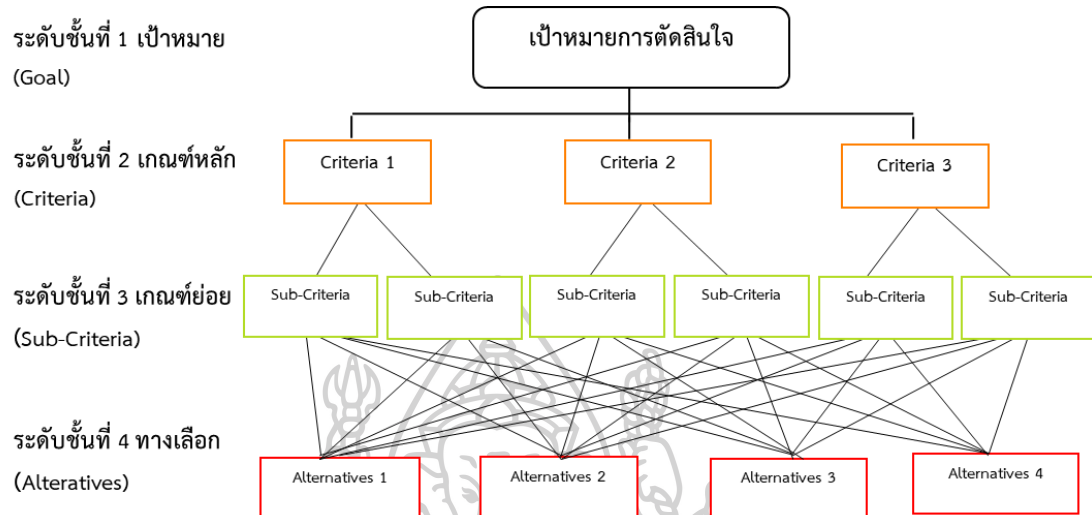 ระดับชั้นที่ 1 เป้าหมาย
(Goal)
เป้าหมายการตัดสินใจ
ระดับชั้นที่ 2 เกณฑ์หลัก
(Criteria)
Criteria 1
Criteria 2
Criteria 3
ระดับชั้นที่ 3 เกณฑ์ย่อย
(Sub-Criteria)
Sub-Criteria
Sub-Criteria
Sub-Criteria
Sub-Criteria
Sub-Criteria
Sub-Criteria
ระดับชั้นที่ 4 ทางเลือก
(Alteratives)
Alternatives 1
Alternatives 2
Alternatives 3
Alternatives 4